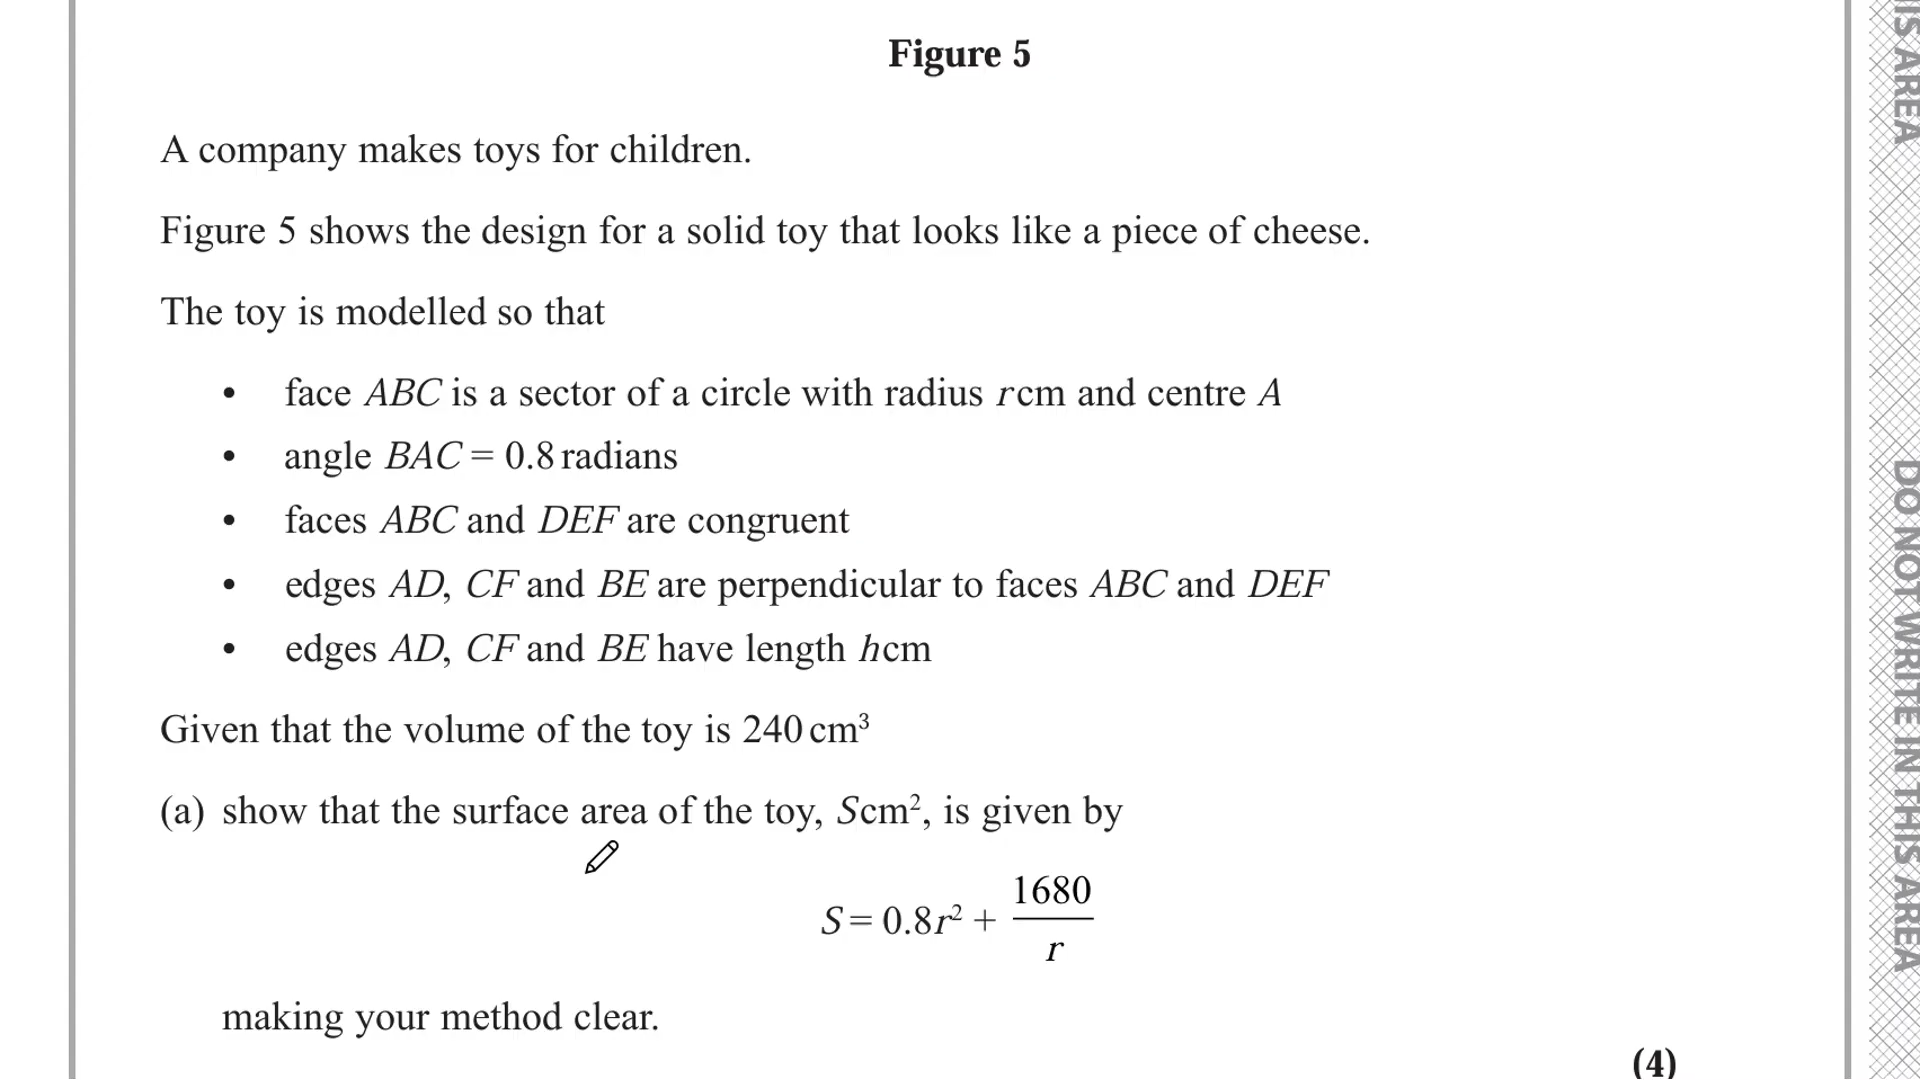 Figure 5
A company makes toys for children.
Figure 5 shows the design for a solid toy that looks like a piece of cheese.
The toy is modelled so that
• face ABC is a sector of a circle with radius r cm and centre A
• angle BAC = 0.8 radians
• faces ABC and DEF are congruent
• edges AD, CF and BE are perpendicular to faces ABC and DEF
• edges AD, CF and BE have length h cm
Given that the volume of the toy is 240 cm³
(a) show that the surface area of the toy, S cm², is given by
S = 0.8r² + 1680/r
making your method clear.
(4)
IS AREA
DO NOT WRITE IN THIS AREA